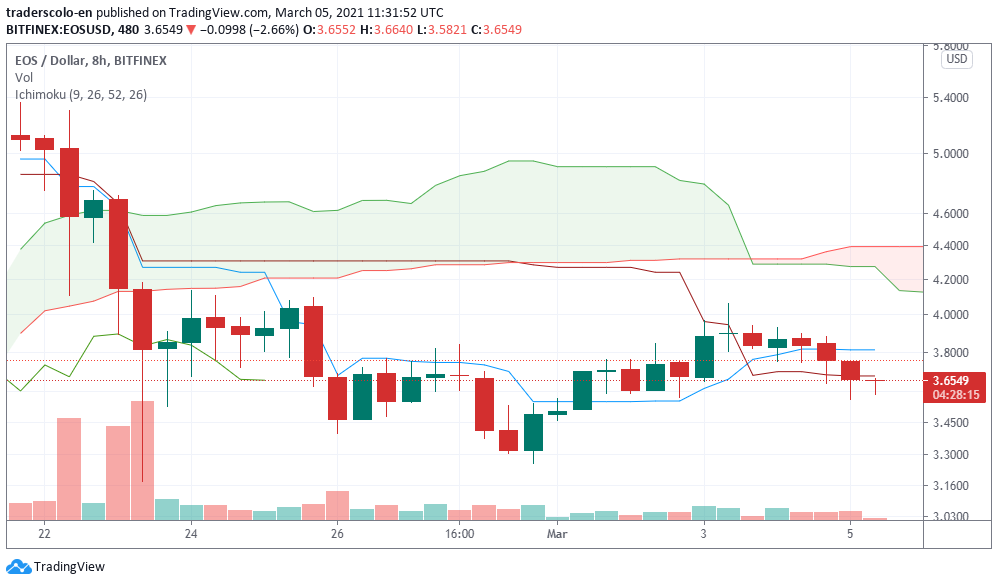 traderscolo-en published on TradingView.com, March 05, 2021 11:31:52 UTC
BITFINEX:EOSUSD, 480 3.6549 ▼ −0.0998 (−2.66%) O:3.6552 H:3.6640 L:3.5821 C:3.6549
EOS / Dollar, 8h, BITFINEX
Vol
Ichimoku (9, 26, 52, 26)
5.8000
USD
5.4000
5.0000
4.6000
4.4000
4.2000
4.0000
3.8000
3.6549
04:28:15
3.4500
3.3000
3.1600
3.0300
22 24 26 16:00 Mar 3 5
TradingView